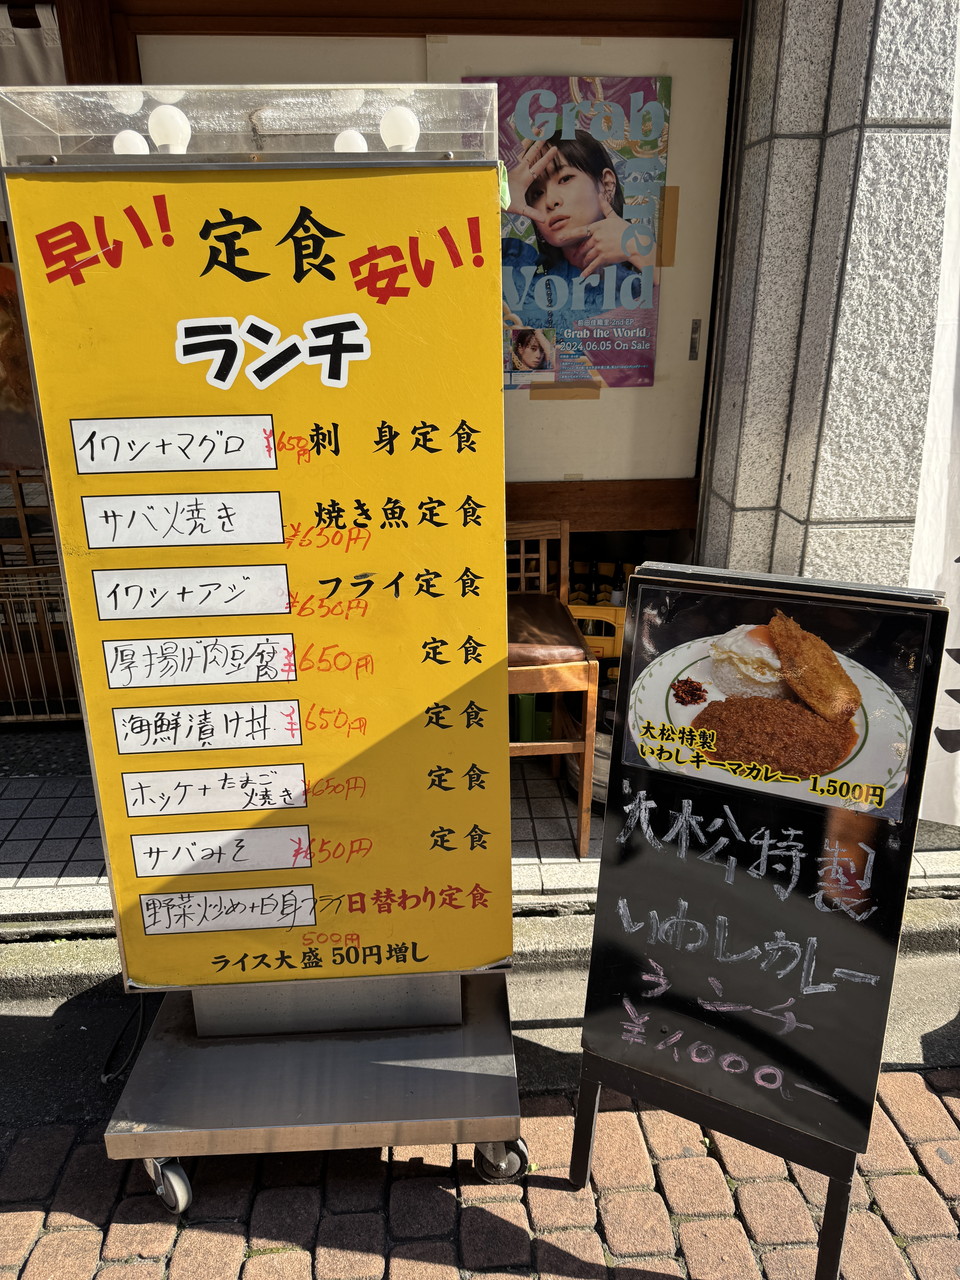 早い! 定食 安い!
ランチ
イワシ+マグロ ¥650円 刺 身定食
サバ焼き ¥650円 焼き魚定食
イワシ+アジ ¥650円 フライ定食
厚揚げ肉豆腐 ¥650円 定食
海鮮漬け丼 ¥650円 定食
ホッケ+たまご焼き ¥650円 定食
サバみそ ¥650円 定食
野菜炒め+白身フライ 日替わり定食
500円
ライス大盛 50円増し
Grab
the
World
前田佳織里 2nd EP
Grab the World
2024 06.05 On Sale
大松特製
いわしキーマカレー 1,500円
大松特製
いわしカレー
ランチ
¥1,000-